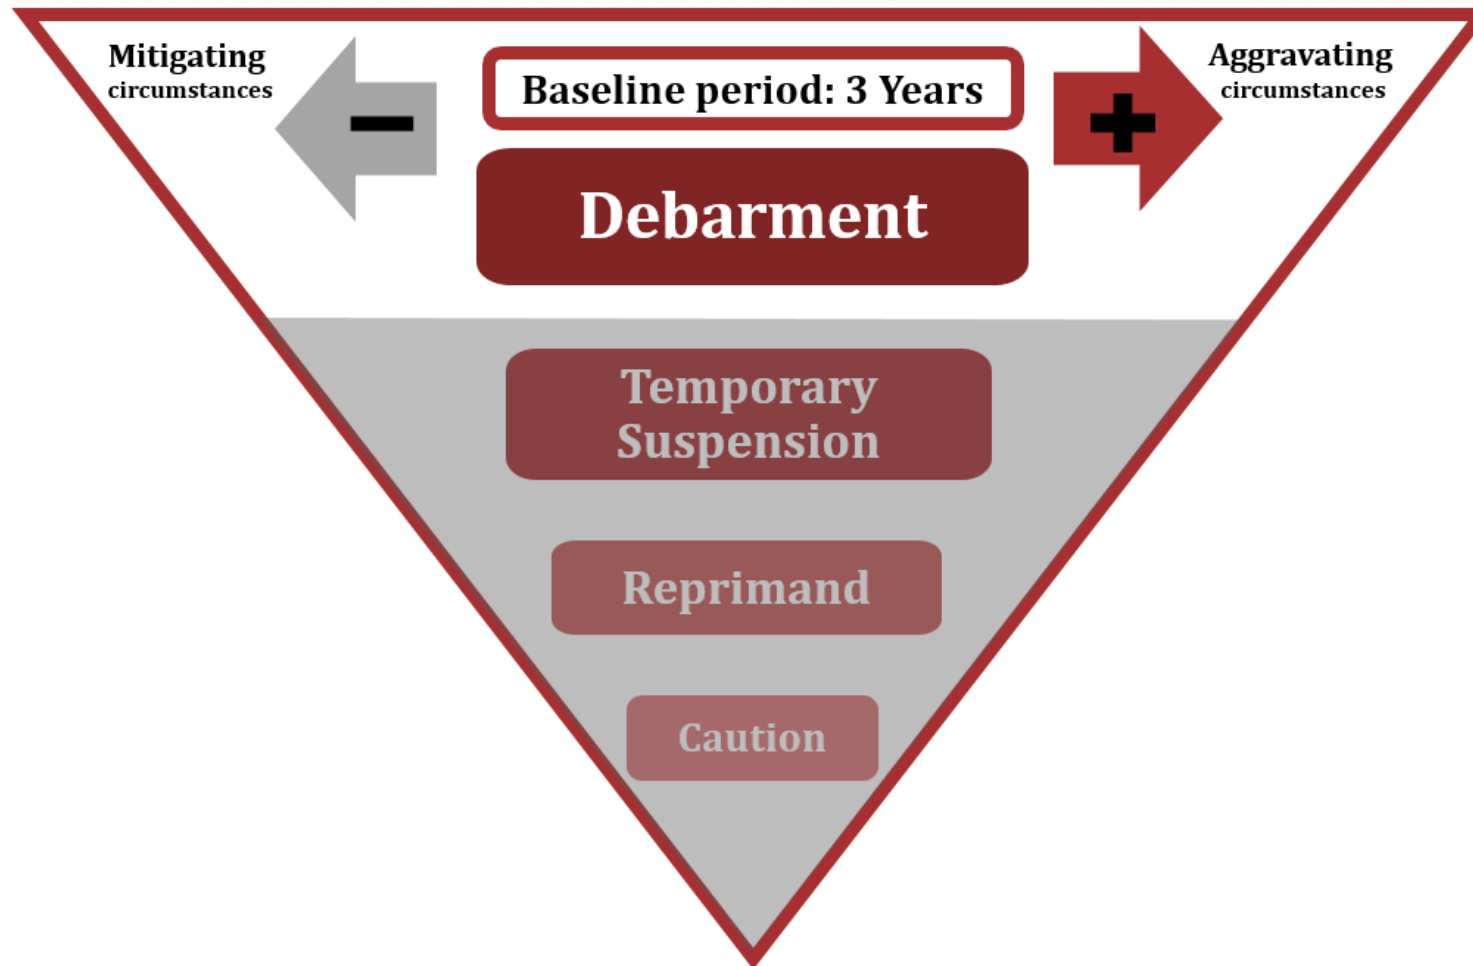 Mitigating
circumstances
Baseline period: 3 Years
Aggravating
circumstances
Debarment
Temporary
Suspension
Reprimand
Caution